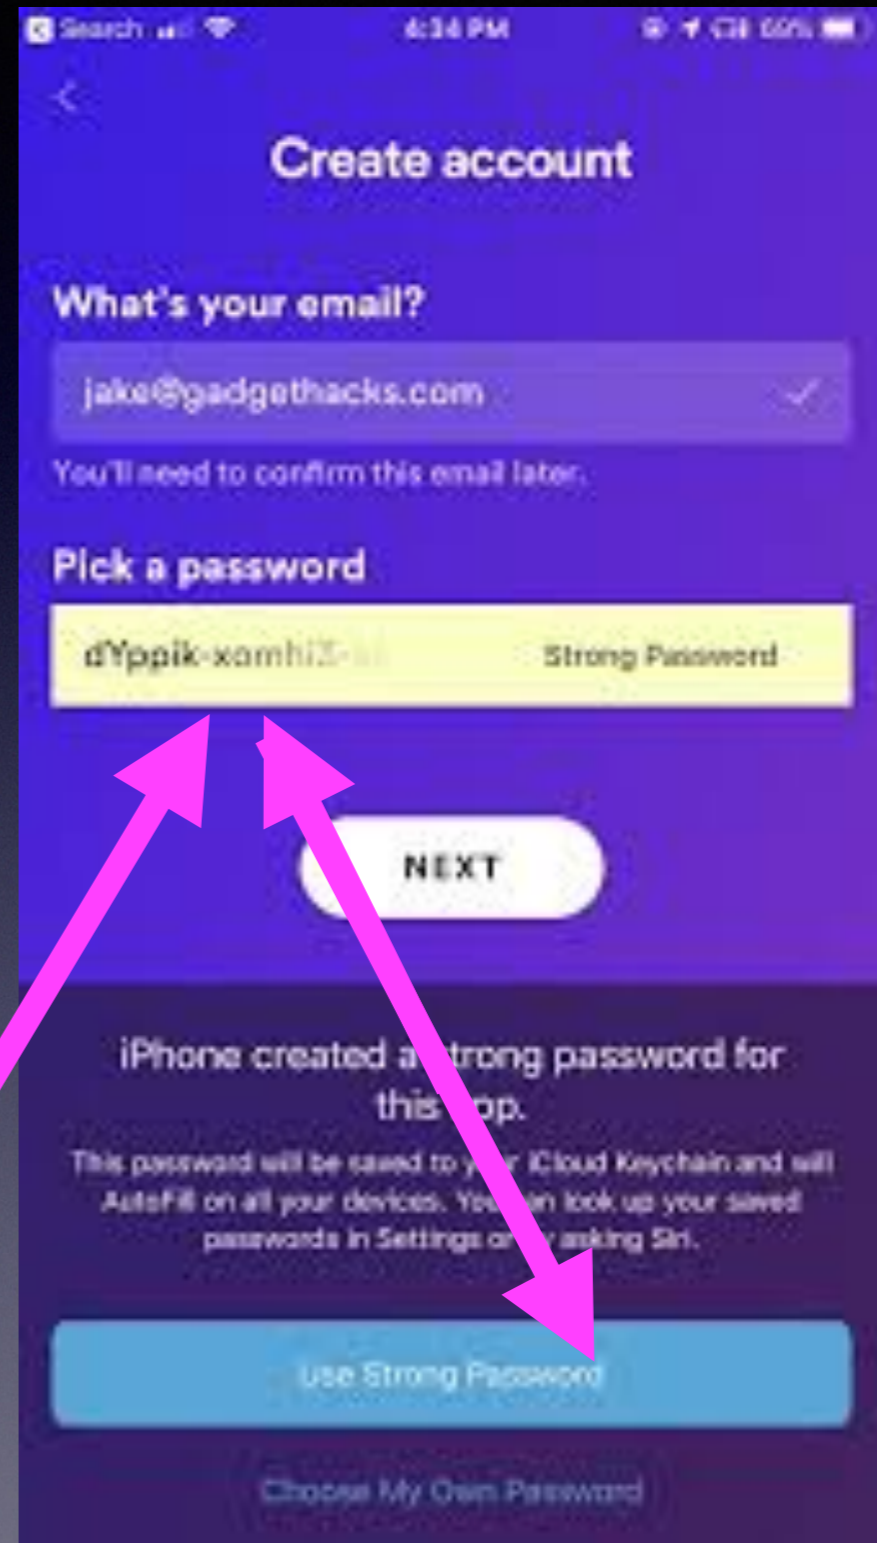 Search 4:34 PM
Create account
What's your email?
jake@gadgethacks.com
You'll need to confirm this email later.
Pick a password
dYppik-xomhi Strong Password
NEXT
iPhone created a strong password for
this app.
This password will be saved to your iCloud Keychain and will
AutoFill on all your devices. You can look up your saved
passwords in Settings or by asking Siri.
Use Strong Password
Choose My Own Password